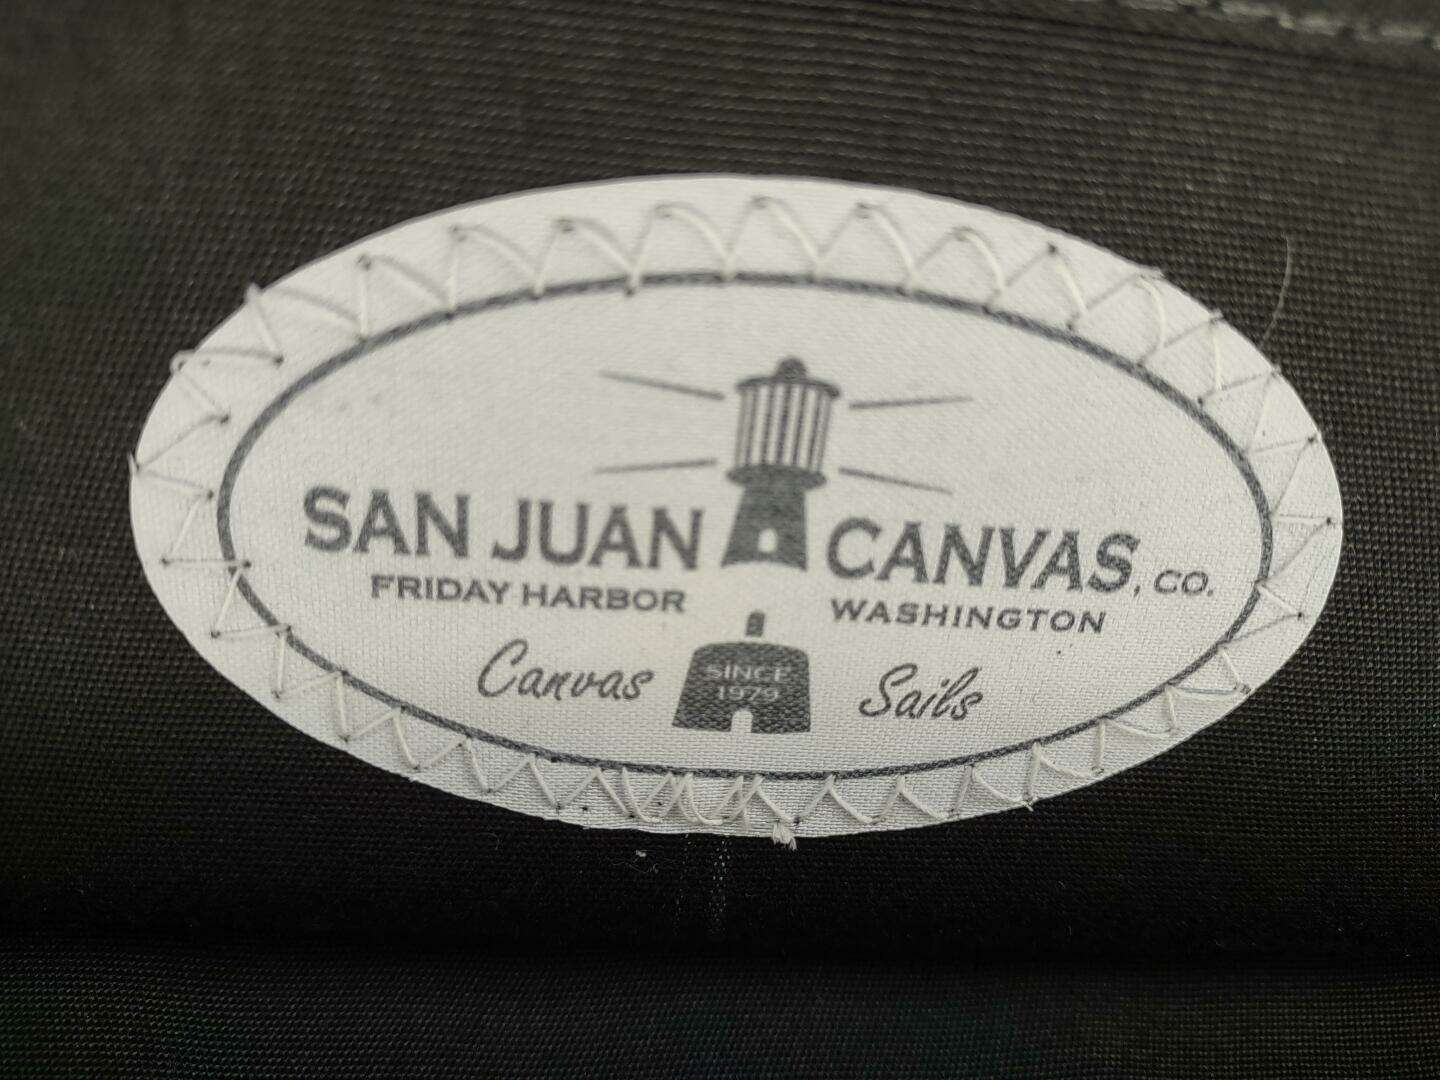 SAN JUAN CANVAS, CO.
FRIDAY HARBOR WASHINGTON
Canvas Sails
SINCE
1979